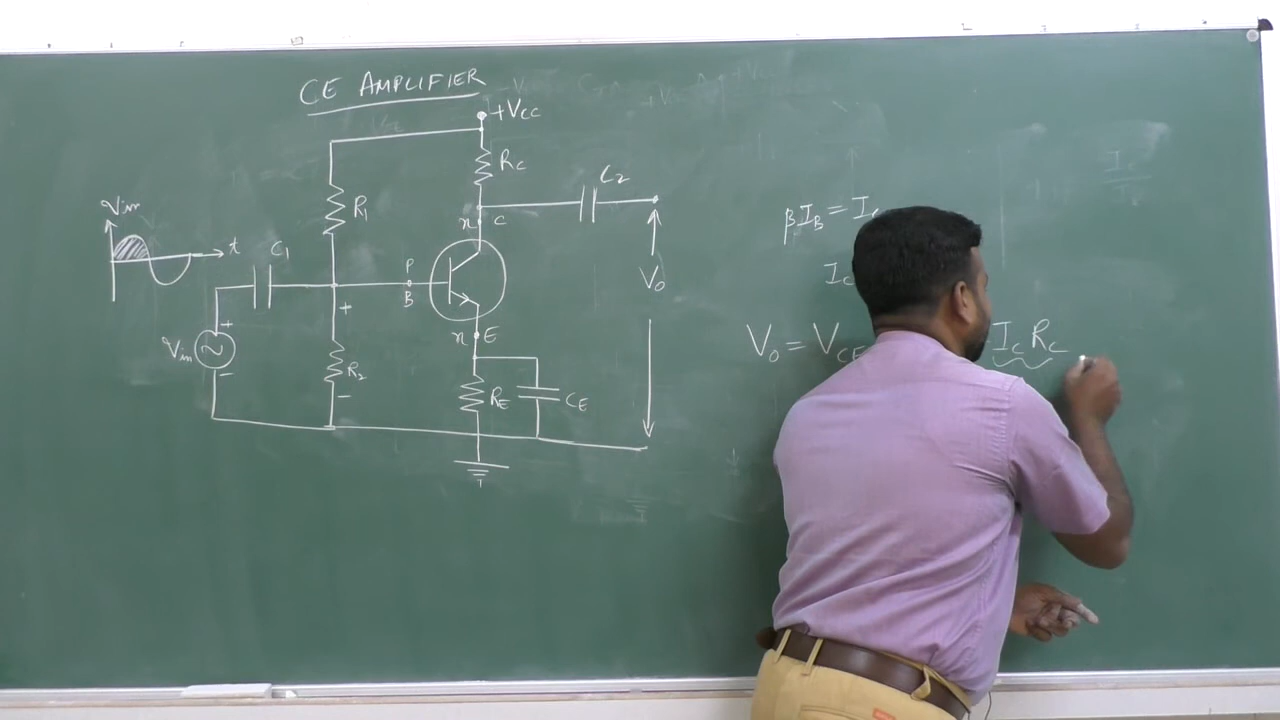 CE AMPLIFIER
+Vcc
Rc
C2
R1
Vin
t
C1
n C
P
B
βIB = Ic
Ic
Vo
+
n E
+
Vin
-
R2
-
RE
CE
Vo = VCE
Ic Rc